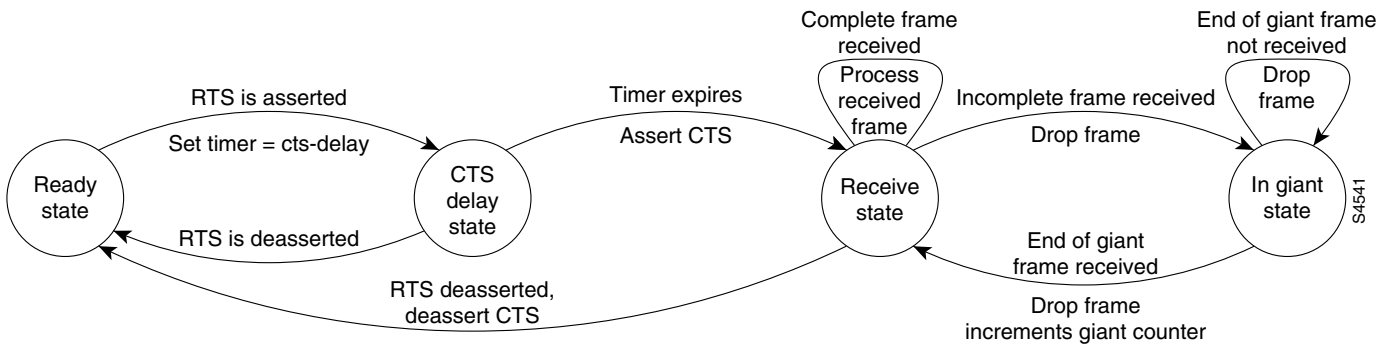 Complete frame
received
End of giant frame
not received
Process
received
frame
Drop
frame
RTS is asserted
Set timer = cts-delay
Timer expires
Assert CTS
Incomplete frame received
Drop frame
Ready
state
CTS
delay
state
Receive
state
In giant
state
S4541
RTS is deasserted
RTS deasserted,
deassert CTS
End of giant
frame received
Drop frame
increments giant counter